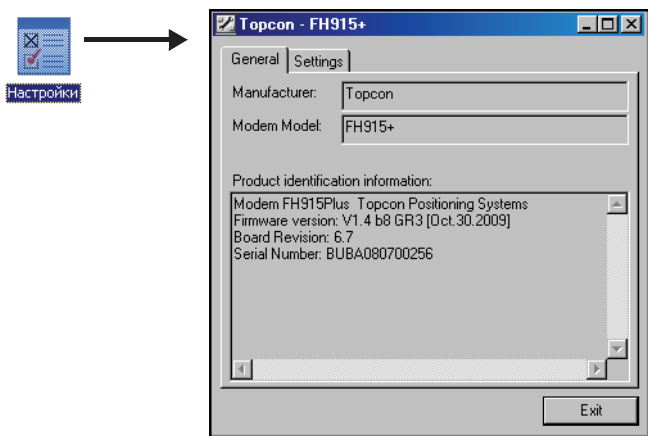 Настройки
Topcon - FH915+
General Settings
Manufacturer: Topcon
Modem Model: FH915+
Product identification information:
Modem FH915Plus Topcon Positioning Systems
Firmware version: V1.4 b8 GR3 [Oct.30.2009]
Board Revision: 6.7
Serial Number: BUBA080700256
Exit